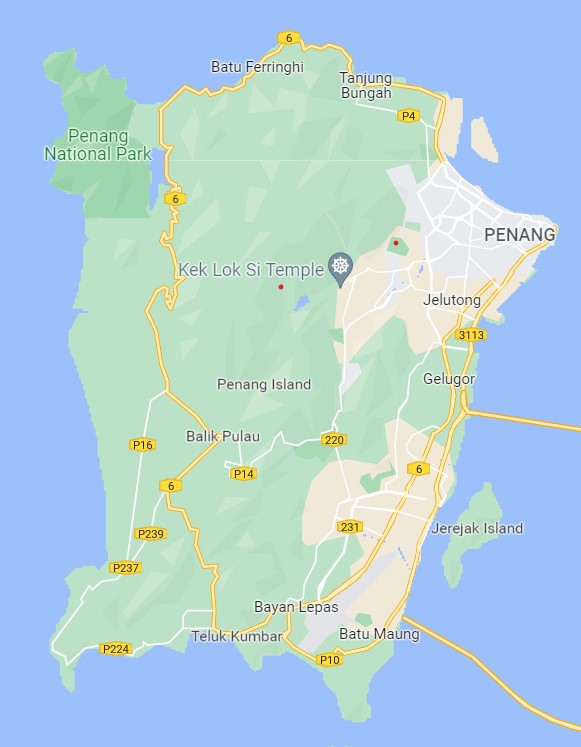 6
Batu Ferringhi
Tanjung
Bungah
P4
Penang
National Park
6
PENANG
Kek Lok Si Temple
Jelutong
3113
Penang Island
Gelugor
Balik Pulau
220
P16
P14
6
6
231
Jerejak Island
P239
P237
Bayan Lepas
Teluk Kumbar
Batu Maung
P224
P10